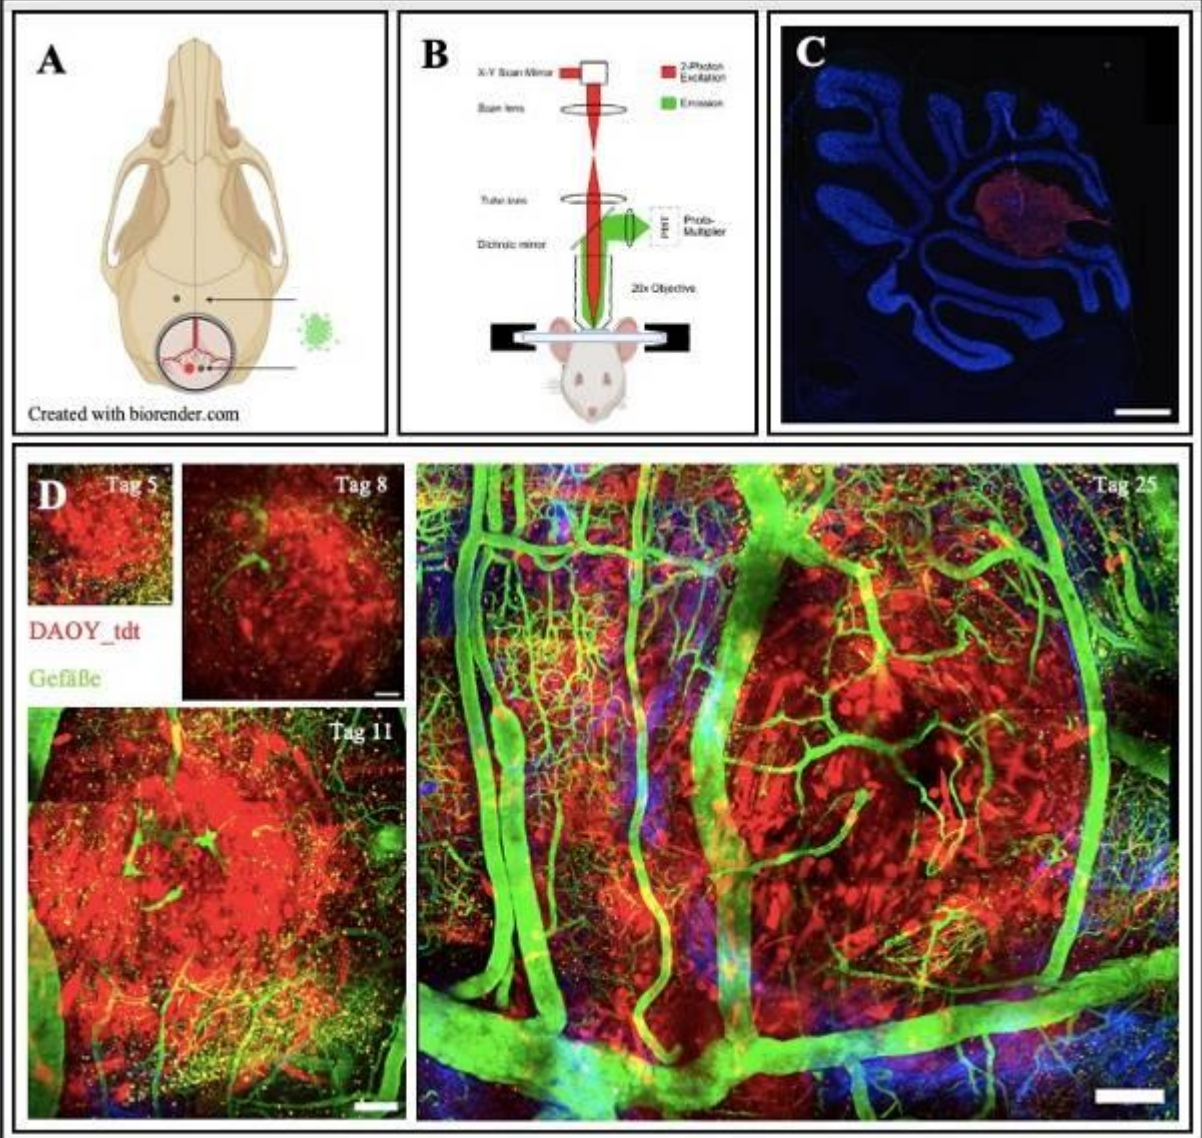 A
Created with biorender.com
B
X-Y Scan Mirror
2-Photon
Excitation
Scan lens
Emission
Tube lens
PMT
Photo-
Multiplier
Dichroic mirror
20x Objective
C
D
Tag 5
Tag 8
Tag 25
DAOY_tdt
Gefäße
Tag 11